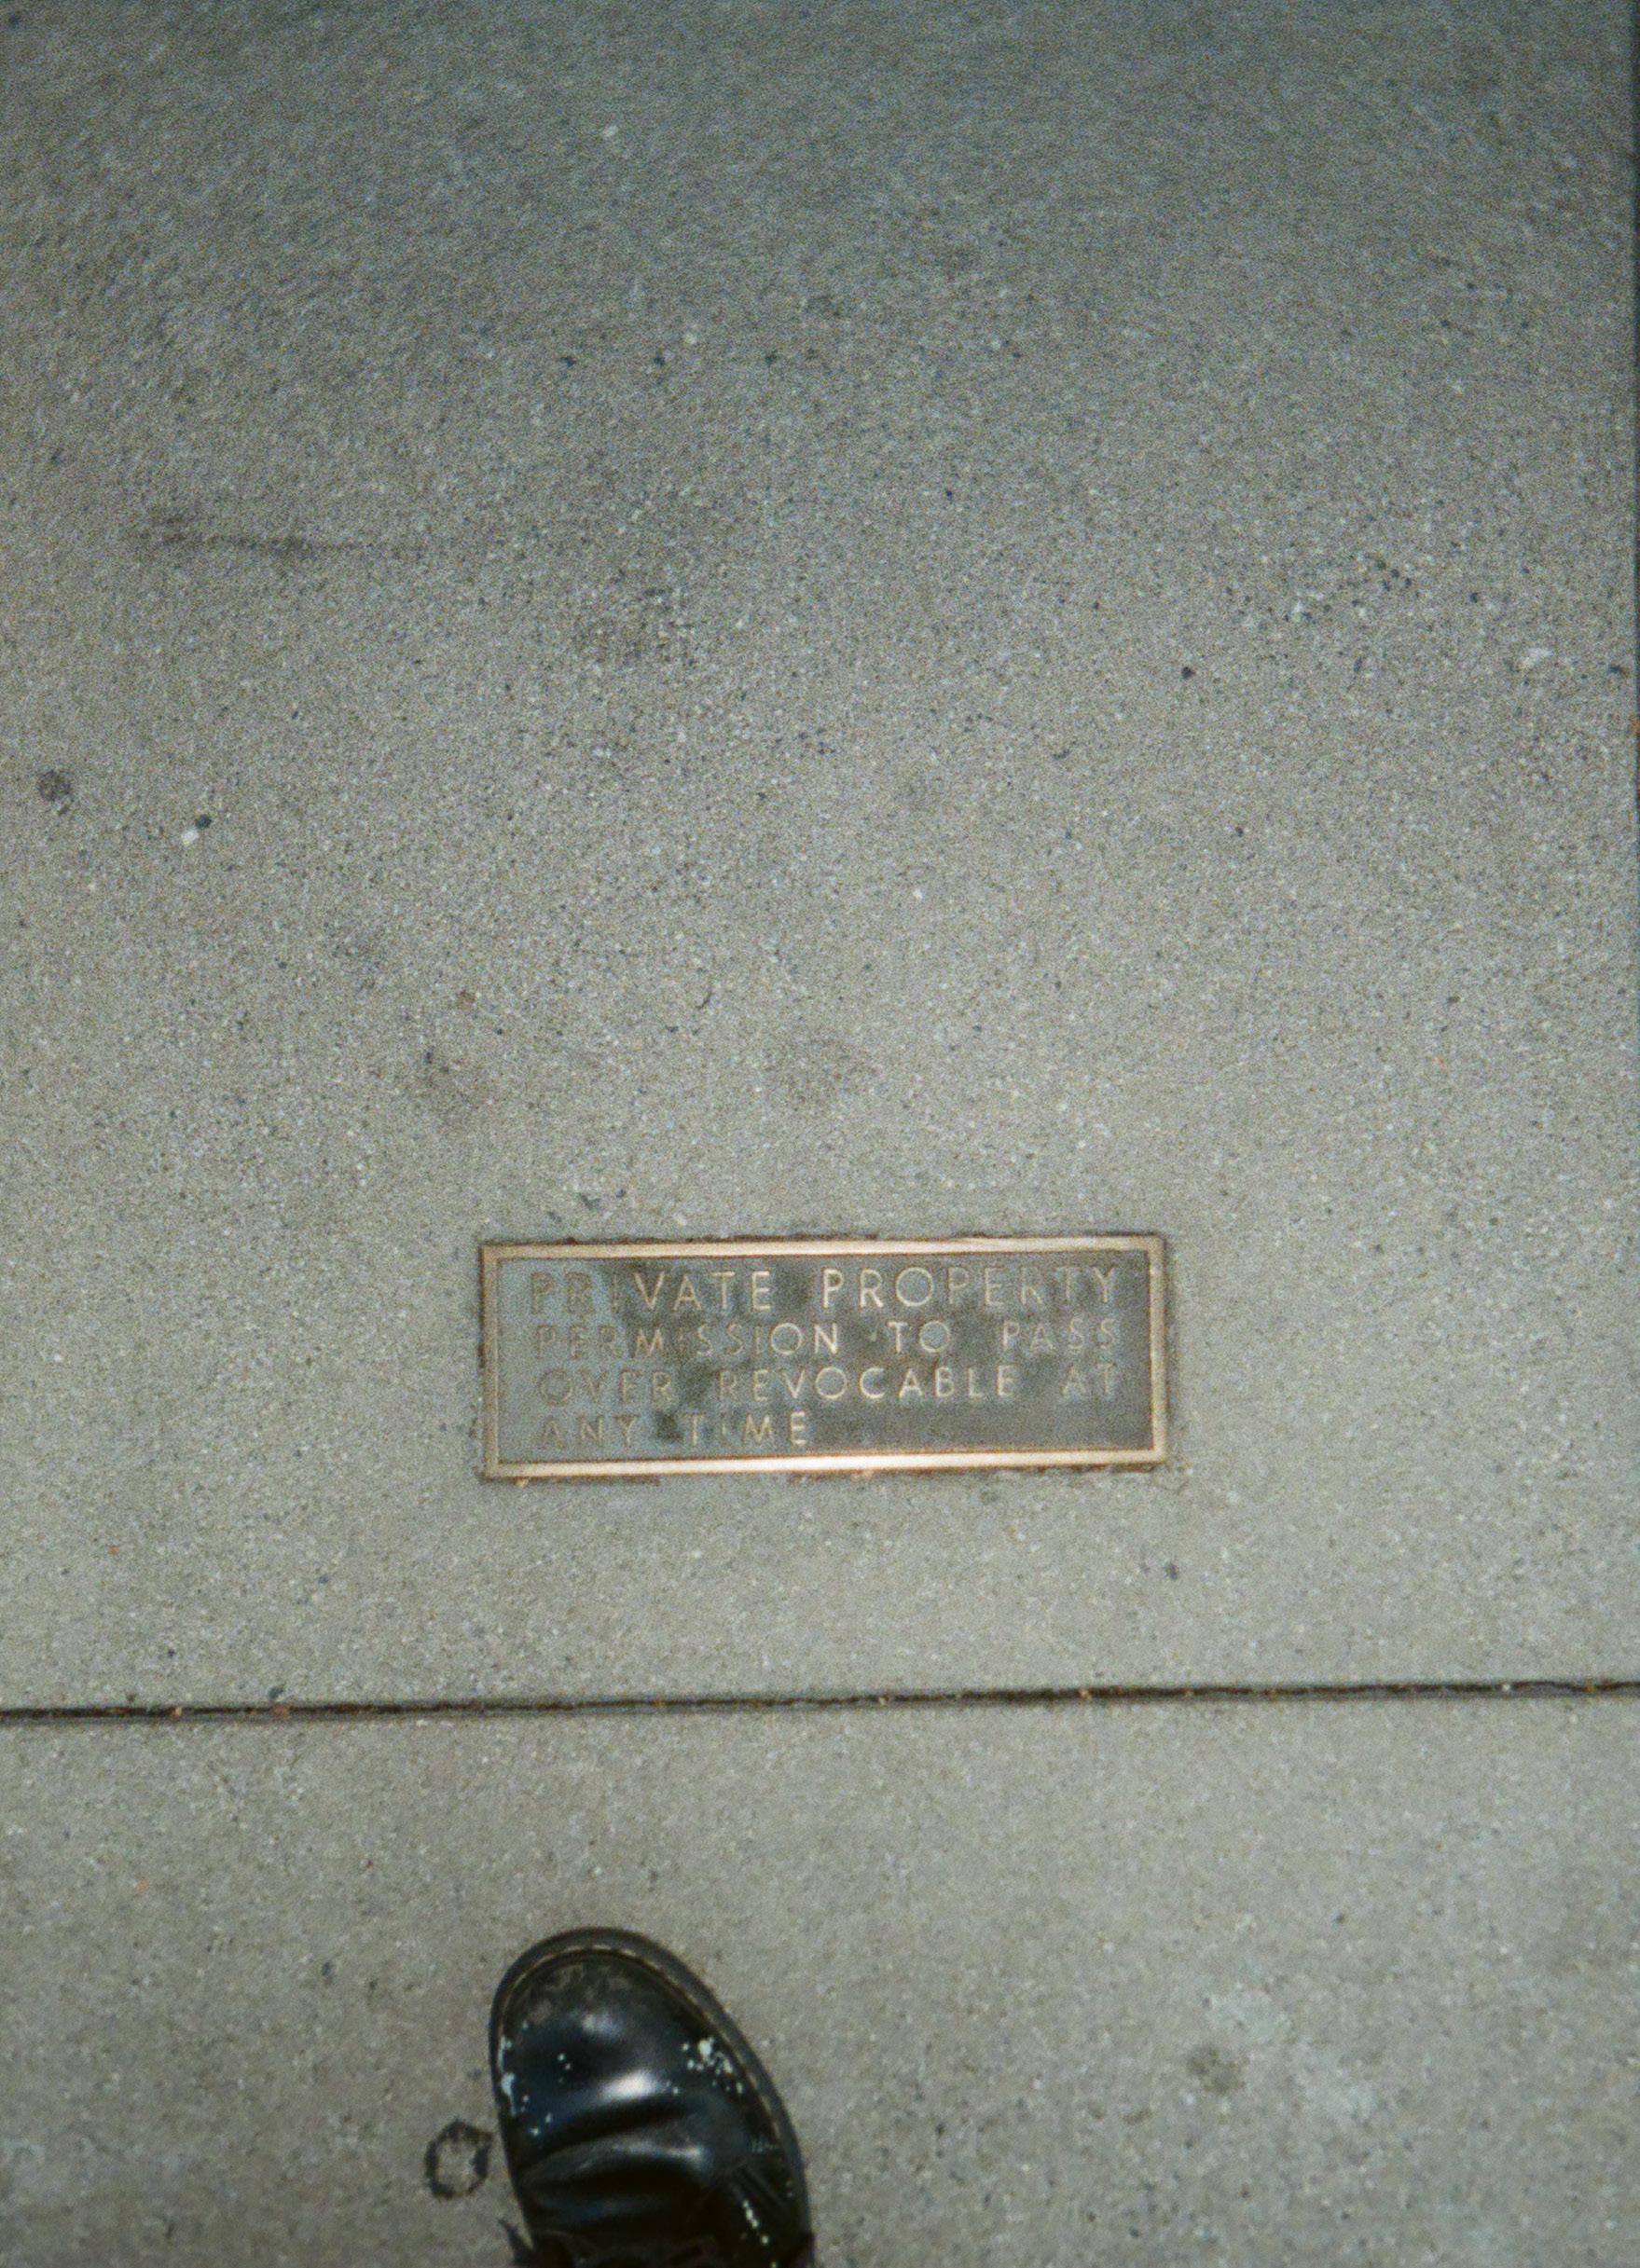 PRIVATE PROPERTY
PERMISSION TO PASS
OVER REVOCABLE AT
ANY TIME